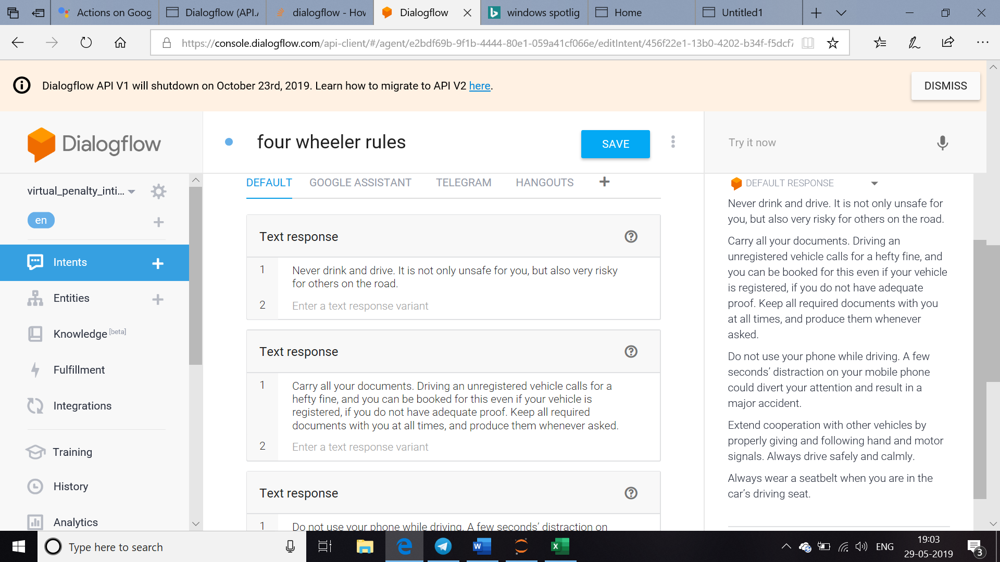 Actions on Goog
Dialogflow (API.A
dialogflow - Hov
Dialogflow
windows spotlig
Home
Untitled1
https://console.dialogflow.com/api-client/#/agent/e2bdf69b-9f1b-4444-80e1-059a41cf066e/editIntent/456f22e1-13b0-4202-b34f-f5dcf7
Dialogflow API V1 will shutdown on October 23rd, 2019. Learn how to migrate to API V2 here.
DISMISS
Dialogflow
four wheeler rules
SAVE
Try it now
virtual_penalty_inti...
en
Intents
Entities
Knowledge [beta]
Fulfillment
Integrations
Training
History
Analytics
DEFAULT
GOOGLE ASSISTANT
TELEGRAM
HANGOUTS
Text response
1
Never drink and drive. It is not only unsafe for you, but also very risky
for others on the road.
2
Enter a text response variant
Text response
1
Carry all your documents. Driving an unregistered vehicle calls for a
hefty fine, and you can be booked for this even if your vehicle is
registered, if you do not have adequate proof. Keep all required
documents with you at all times, and produce them whenever asked.
2
Enter a text response variant
Text response
1
Do not use your phone while driving. A few seconds’ distraction on
DEFAULT RESPONSE
Never drink and drive. It is not only unsafe for
you, but also very risky for others on the road.
Carry all your documents. Driving an
unregistered vehicle calls for a hefty fine, and
you can be booked for this even if your vehicle
is registered, if you do not have adequate
proof. Keep all required documents with you
at all times, and produce them whenever
asked.
Do not use your phone while driving. A few
seconds’ distraction on your mobile phone
could divert your attention and result in a
major accident.
Extend cooperation with other vehicles by
properly giving and following hand and motor
signals. Always drive safely and calmly.
Always wear a seatbelt when you are in the
car’s driving seat.
Type here to search
ENG
19:03
29-05-2019
3